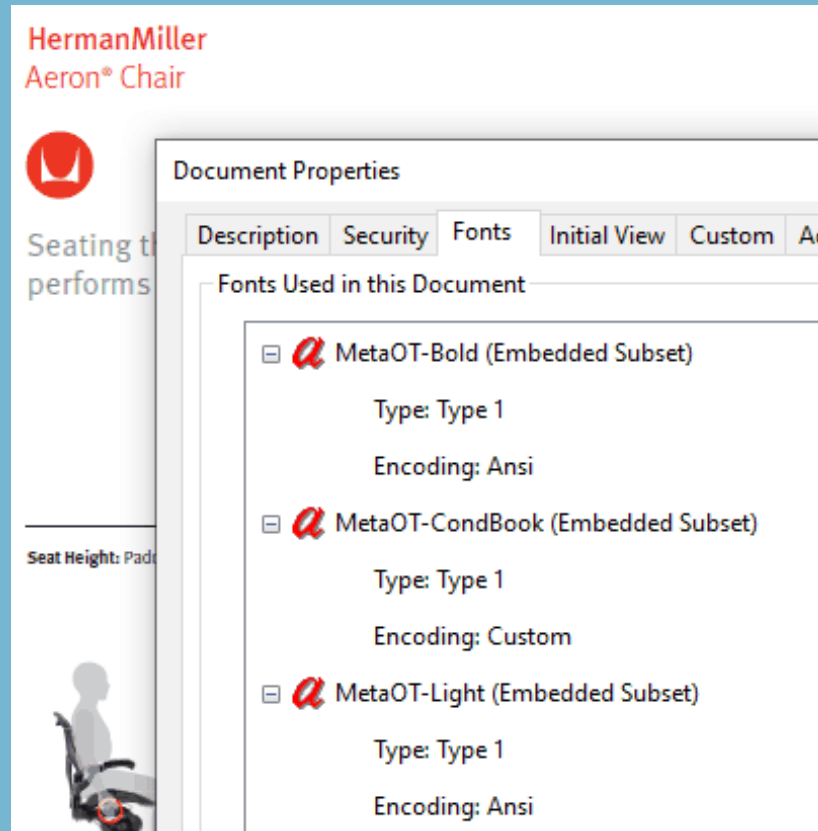 HermanMiller
Aeron® Chair
Document Properties
Description Security Fonts Initial View Custom
Seating
performs
Fonts Used in this Document
MetaOT-Bold (Embedded Subset)
Type: Type 1
Encoding: Ansi
MetaOT-CondBook (Embedded Subset)
Seat Height:
Type: Type 1
Encoding: Custom
MetaOT-Light (Embedded Subset)
Type: Type 1
Encoding: Ansi